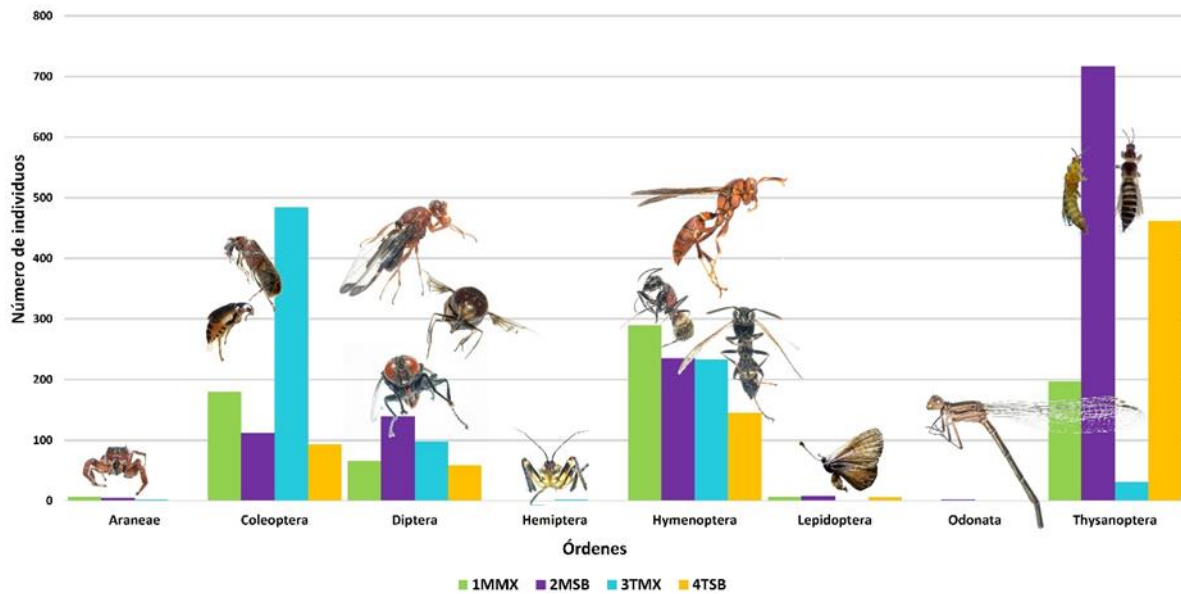 Número de individuos
800
700
600
500
400
300
200
100
0
Araneae Coleoptera Diptera Hemiptera Hymenoptera Lepidoptera Odonata Thysanoptera
Órdenes
1MMX 2MSB 3TMX 4TSB